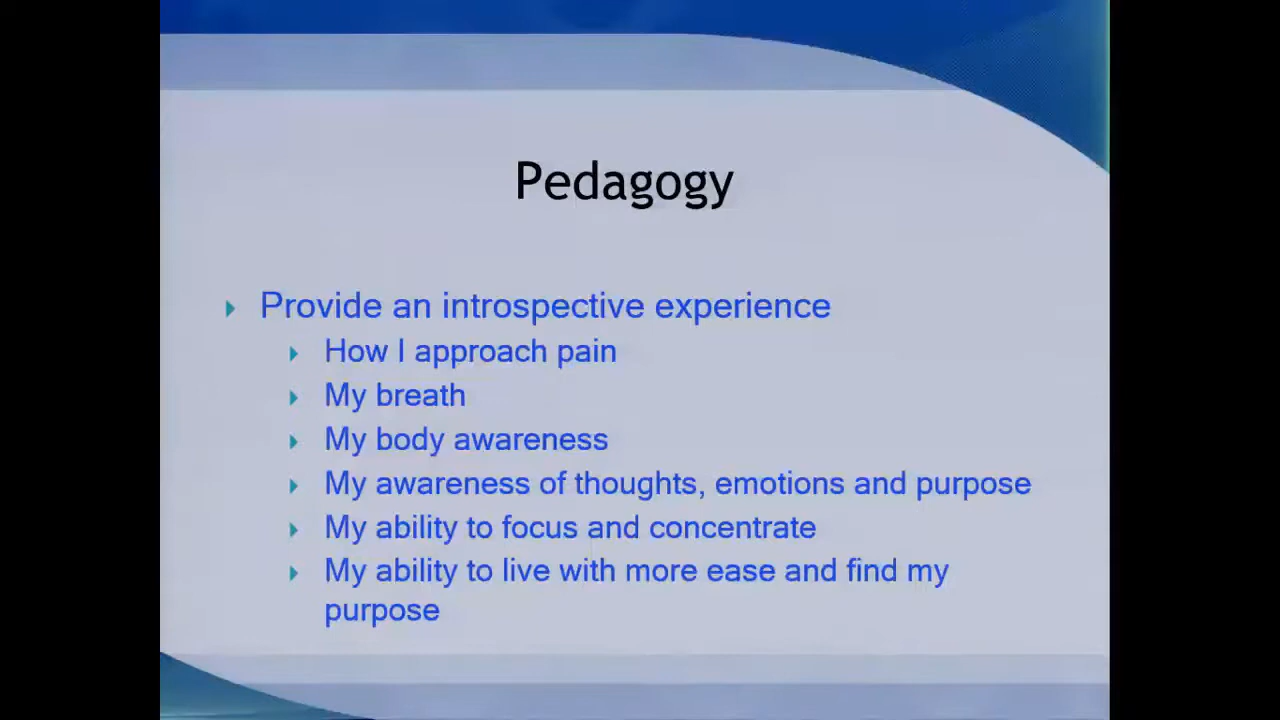 Pedagogy
Provide an introspective experience
How I approach pain
My breath
My body awareness
My awareness of thoughts, emotions and purpose
My ability to focus and concentrate
My ability to live with more ease and find my
purpose